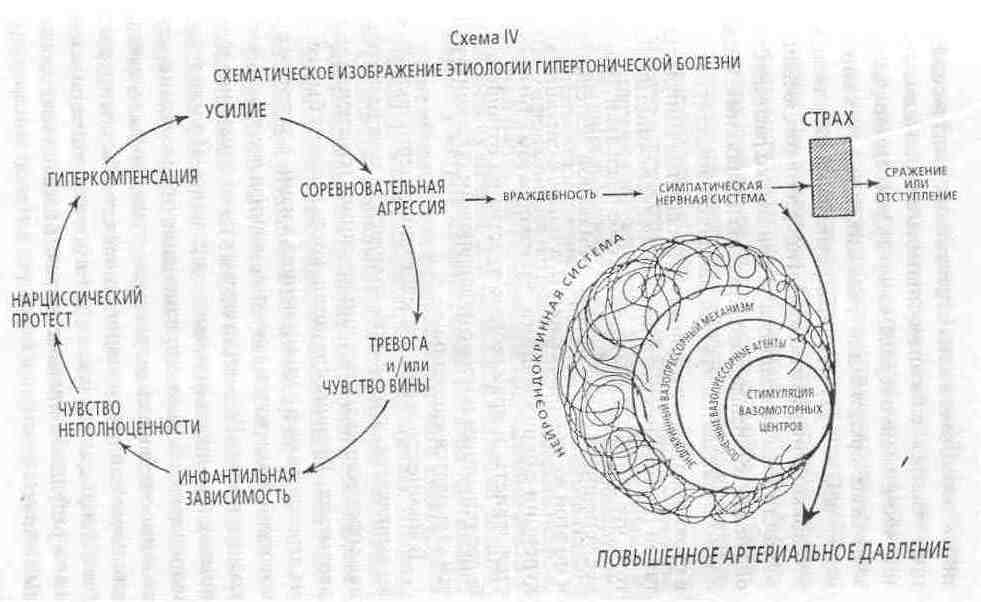 Схема IV
СХЕМАТИЧЕСКОЕ ИЗОБРАЖЕНИЕ ЭТИОЛОГИИ ГИПЕРТОНИЧЕСКОЙ БОЛЕЗНИ
УСИЛИЕ
ГИПЕРКОМПЕНСАЦИЯ
СОРЕВНОВАТЕЛЬНАЯ
АГРЕССИЯ
ВРАЖДЕБНОСТЬ
СИМПАТИЧЕСКАЯ
НЕРВНАЯ СИСТЕМА
СТРАХ
СРАЖЕНИЕ
ИЛИ
ОТСТУПЛЕНИЕ
НАРЦИССИЧЕСКИЙ
ПРОТЕСТ
ТРЕВОГА
и/или
ЧУВСТВО ВИНЫ
ЧУВСТВО
НЕПОЛНОЦЕННОСТИ
ИНФАНТИЛЬНАЯ
ЗАВИСИМОСТЬ
НЕЙРОЭНДОКРИННАЯ СИСТЕМА
ЭНДОКРИННЫЙ ВАЗОПРЕССОРНЫЙ МЕХАНИЗМ
ПОЧЕЧНЫЕ ВАЗОПРЕССОРНЫЕ АГЕНТЫ
СТИМУЛЯЦИЯ
ВАЗОМОТОРНЫХ
ЦЕНТРОВ
ПОВЫШЕННОЕ АРТЕРИАЛЬНОЕ ДАВЛЕНИЕ